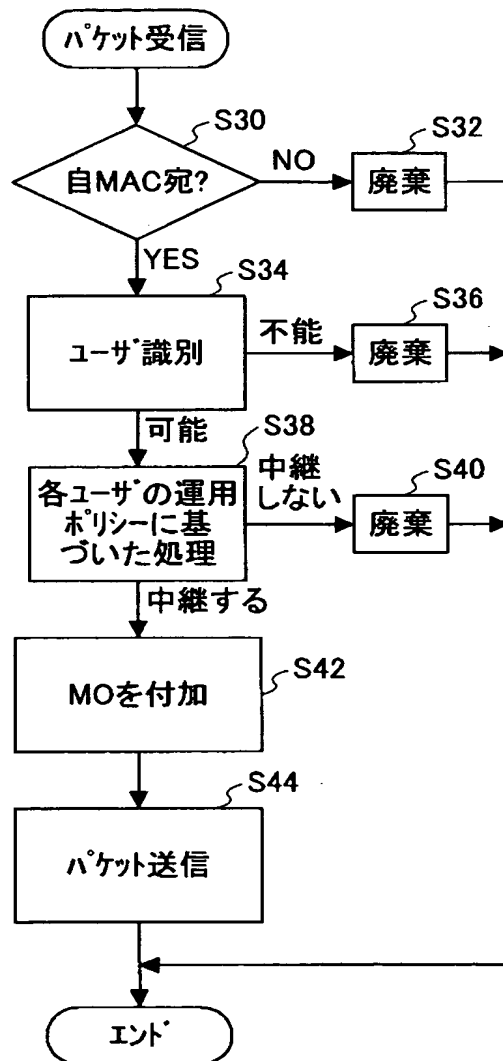 パケット受信
S30
自MAC宛?
NO
S32
廃棄
YES
S34
ユーザ識別
不能
S36
廃棄
可能
S38
各ユーザの運用
ポリシーに基
づいた処理
中継
しない
S40
廃棄
中継する
MOを付加
S42
S44
パケット送信
エンド